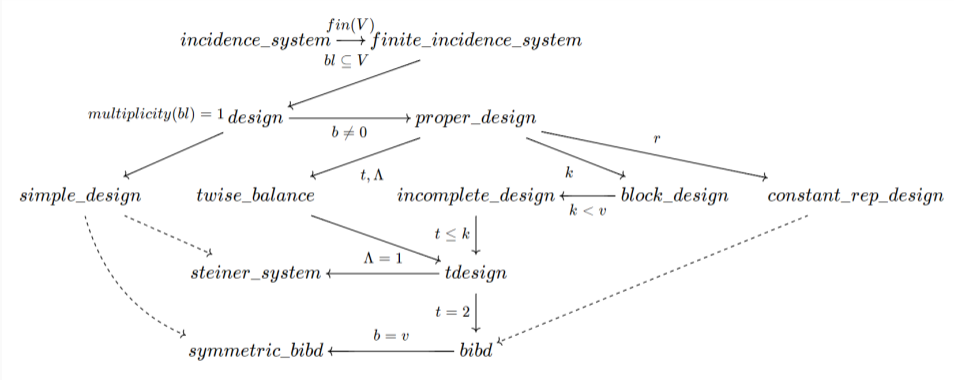 fin(V)
incidence_system finite_incidence_system
bl ⊆ V
multiplicity(bl) = 1 design proper_design
b ≠ 0
r
t, Λ k
simple_design twise_balance incomplete_design block_design constant_rep_design
k < v
t ≤ k
Λ = 1
steiner_system tdesign
t = 2
b = v
symmetric_bibd bibd